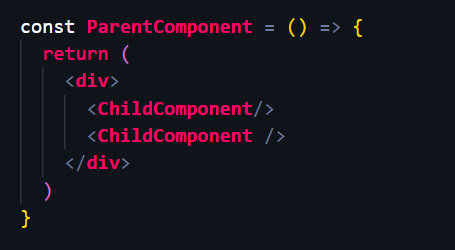 const ParentComponent = () => {
  return (
    <div>
      <ChildComponent/>
      <ChildComponent />
    </div>
  )
}